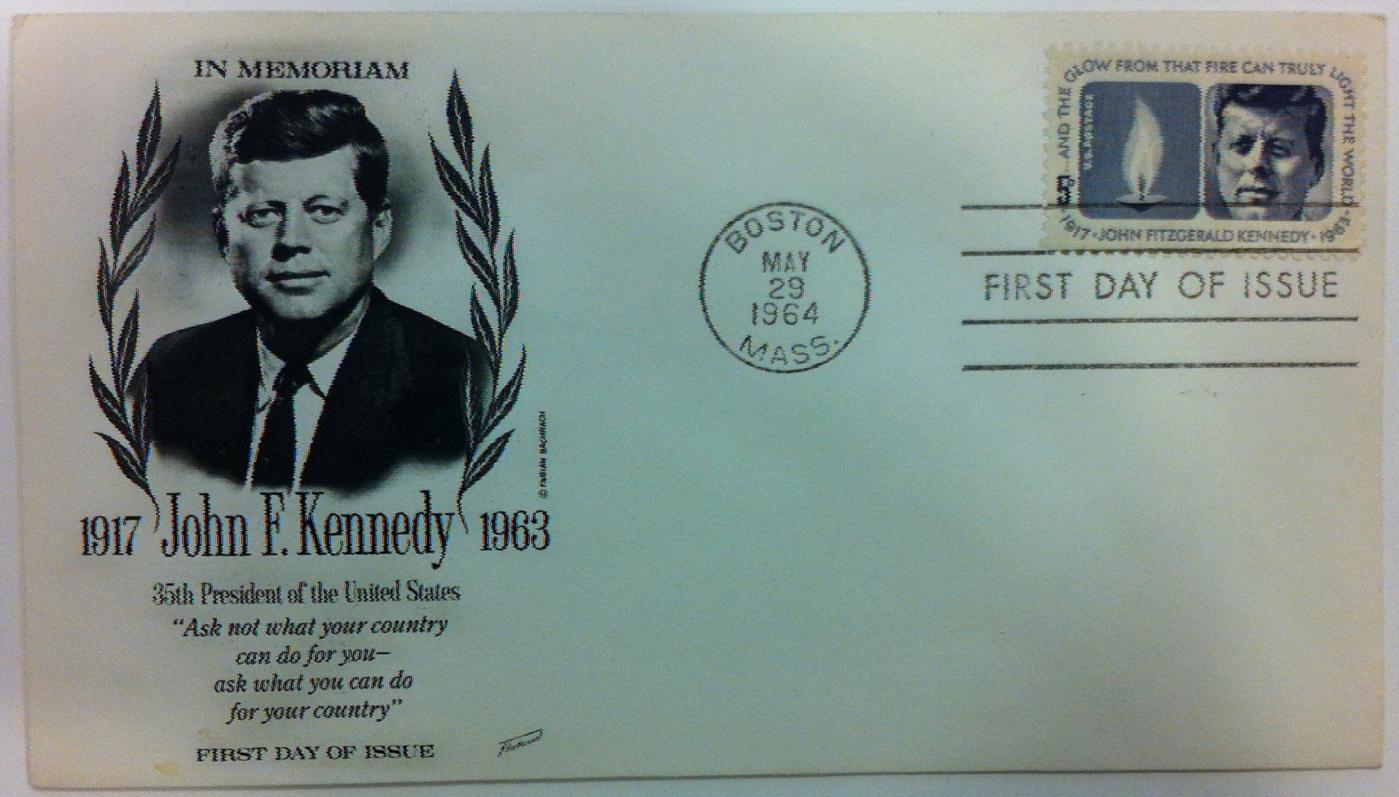 IN MEMORIAM
© FABIAN BACHRACH
1917 John F. Kennedy 1963
35th President of the United States
“Ask not what your country
can do for you—
ask what you can do
for your country”
FIRST DAY OF ISSUE
BOSTON
MAY
29
1964
MASS.
5¢ ... AND THE GLOW FROM THAT FIRE CAN TRULY LIGHT THE WORLD
U.S. POSTAGE
1917 · JOHN FITZGERALD KENNEDY · 1963
FIRST DAY OF ISSUE